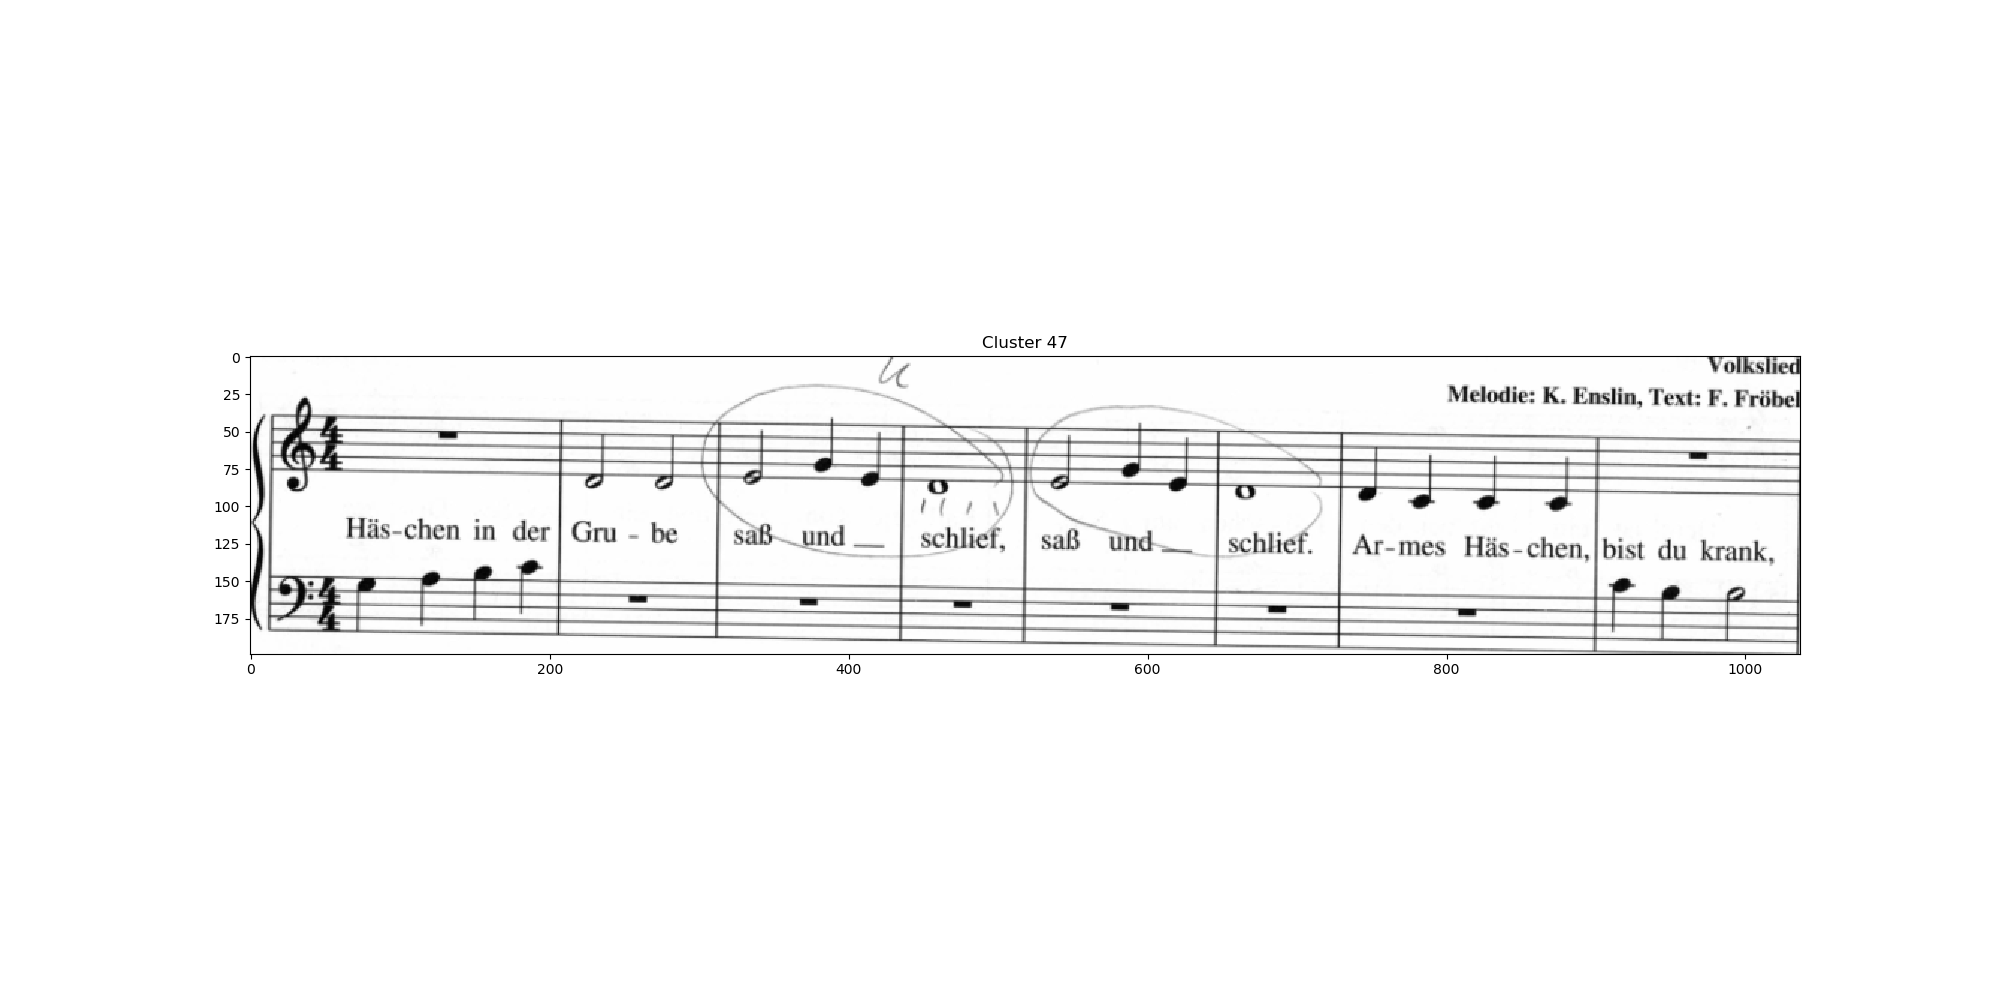 Cluster 47
Volkslied
Melodie: K. Enslin, Text: F. Fröbel
Häs-chen in der Gru - be saß und __ schlief, saß und __ schlief. Ar-mes Häs-chen, bist du krank,
0
25
50
75
100
125
150
175
0 200 400 600 800 1000